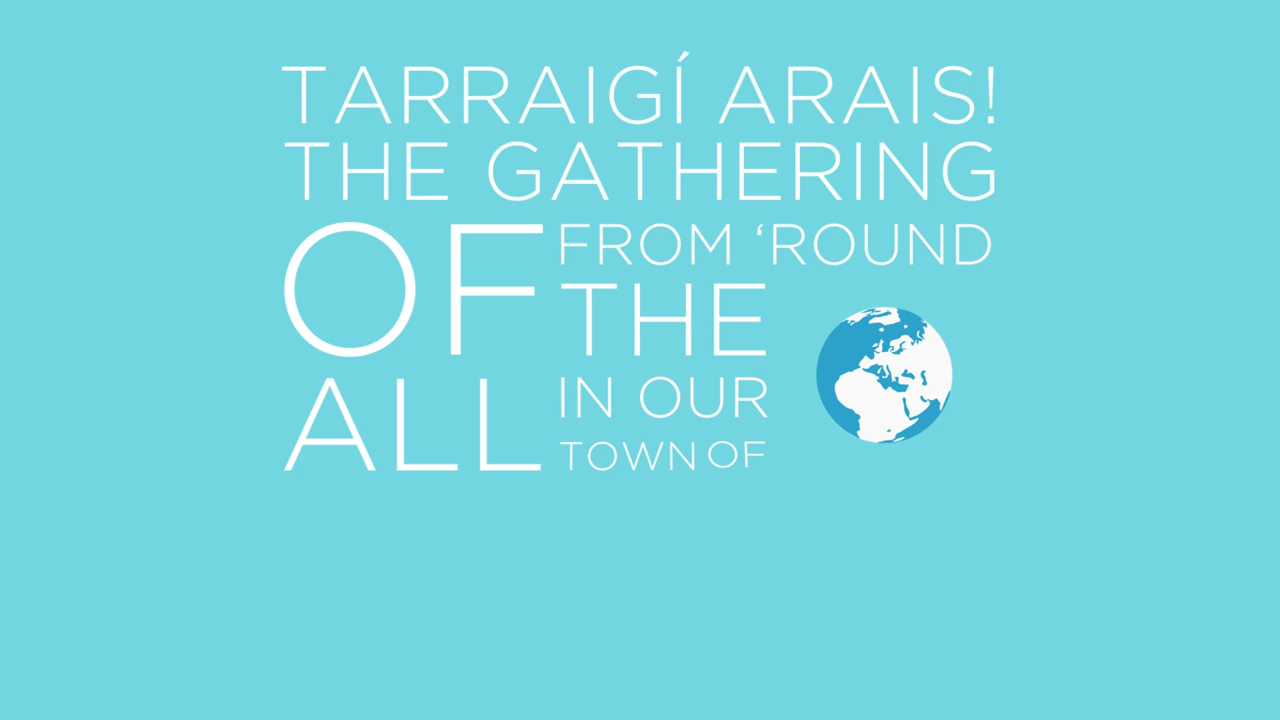 TARRAIGÍ ARAIS!
THE GATHERING
OF ALL
FROM ‘ROUND
THE
IN OUR
TOWN OF